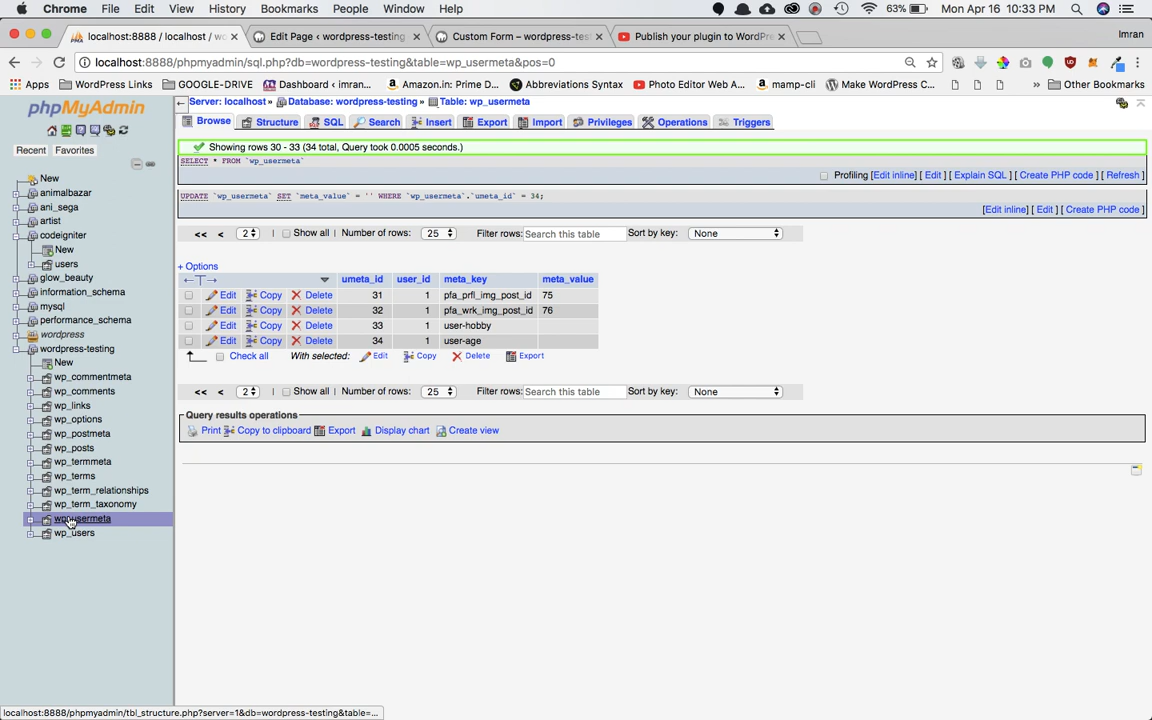 Chrome File Edit View History Bookmarks People Window Help 63% Mon Apr 16 10:33 PM
localhost:8888 / localhost / w Edit Page ‹ wordpress-testing Custom Form – wordpress-tes Publish your plugin to WordPre Imran
localhost:8888/phpmyadmin/sql.php?db=wordpress-testing&table=wp_usermeta&pos=0
Apps WordPress Links GOOGLE-DRIVE Dashboard ‹ imran... Amazon.in: Prime D... Abbreviations Syntax Photo Editor Web A... mamp-cli Make WordPress C... » Other Bookmarks
phpMyAdmin
Recent Favorites
New
animalbazar
ani_sega
artist
codeigniter
New
users
glow_beauty
information_schema
mysql
performance_schema
wordpress
wordpress-testing
New
wp_commentmeta
wp_comments
wp_links
wp_options
wp_postmeta
wp_posts
wp_termmeta
wp_terms
wp_term_relationships
wp_term_taxonomy
wp_usermeta
wp_users
Server: localhost » Database: wordpress-testing » Table: wp_usermeta
Browse Structure SQL Search Insert Export Import Privileges Operations Triggers
Showing rows 30 - 33 (34 total, Query took 0.0005 seconds.)
SELECT * FROM `wp_usermeta`
Profiling [Edit inline] [ Edit ] [ Explain SQL ] [ Create PHP code ] [ Refresh ]
UPDATE `wp_usermeta` SET `meta_value` = '' WHERE `wp_usermeta`.`umeta_id` = 34;
[Edit inline] [ Edit ] [ Create PHP code ]
<< < 2 | Show all | Number of rows: 25 Filter rows: Search this table Sort by key: None
+ Options
←T→ umeta_id user_id meta_key meta_value
Edit Copy Delete 31 1 pfa_prfl_img_post_id 75
Edit Copy Delete 32 1 pfa_wrk_img_post_id 76
Edit Copy Delete 33 1 user-hobby
Edit Copy Delete 34 1 user-age
Check all With selected: Edit Copy Delete Export
<< < 2 | Show all | Number of rows: 25 Filter rows: Search this table Sort by key: None
Query results operations
Print Copy to clipboard Export Display chart Create view
localhost:8888/phpmyadmin/tbl_structure.php?server=1&db=wordpress-testing&table=...